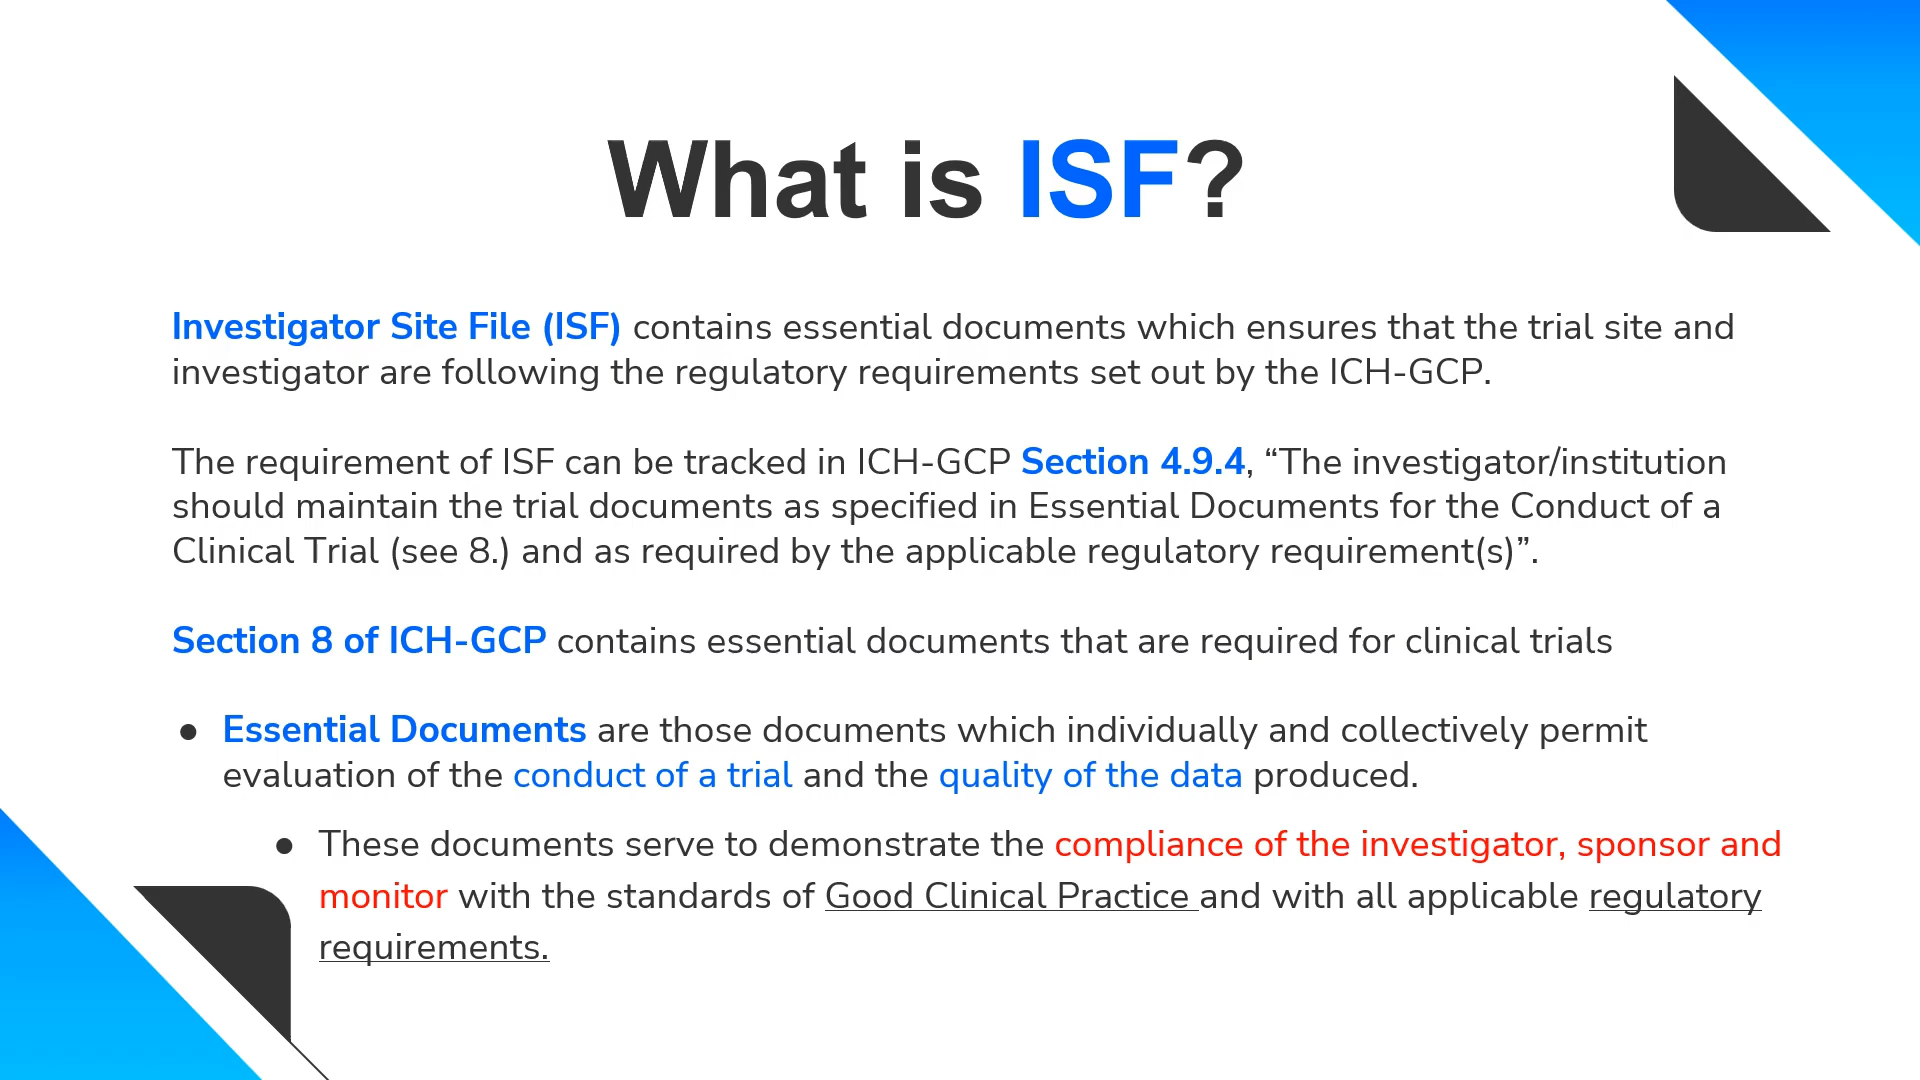 What is ISF?
Investigator Site File (ISF) contains essential documents which ensures that the trial site and
investigator are following the regulatory requirements set out by the ICH-GCP.
The requirement of ISF can be tracked in ICH-GCP Section 4.9.4, “The investigator/institution
should maintain the trial documents as specified in Essential Documents for the Conduct of a
Clinical Trial (see 8.) and as required by the applicable regulatory requirement(s)”.
Section 8 of ICH-GCP contains essential documents that are required for clinical trials
● Essential Documents are those documents which individually and collectively permit
evaluation of the conduct of a trial and the quality of the data produced.
● These documents serve to demonstrate the compliance of the investigator, sponsor and
monitor with the standards of Good Clinical Practice and with all applicable regulatory
requirements.